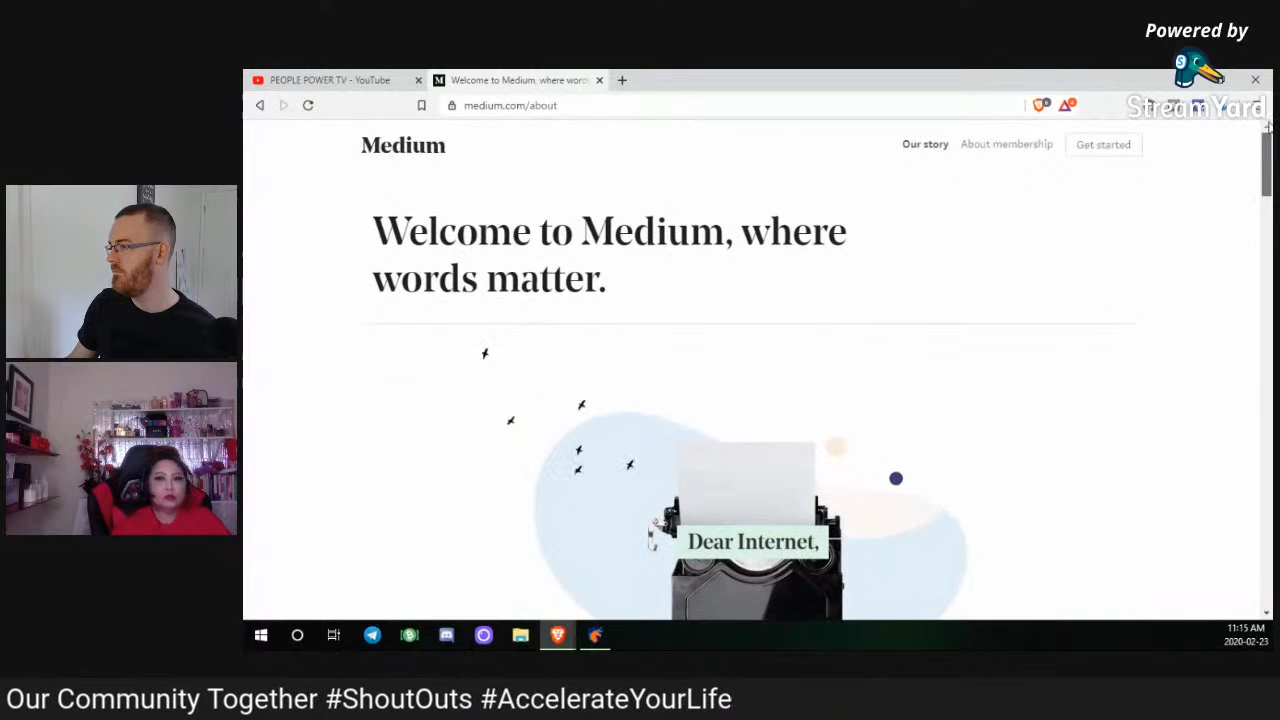 Powered by
StreamYard
PEOPLE POWER TV - YouTube
Welcome to Medium, where word
medium.com/about
Medium
Our story
About membership
Get started
Welcome to Medium, where
words matter.
Dear Internet,
11:15 AM
2020-02-23
Our Community Together #ShoutOuts #AccelerateYourLife